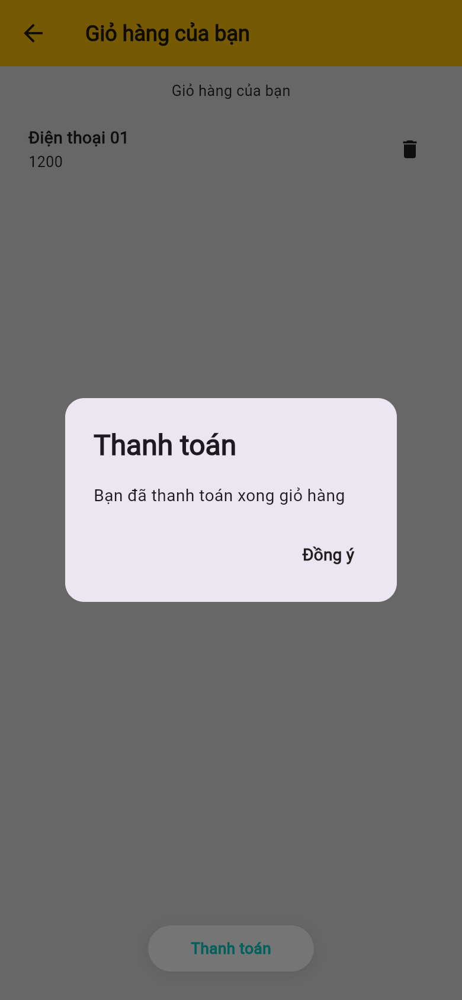 Giỏ hàng của bạn
Giỏ hàng của bạn
Điện thoại 01
1200
Thanh toán
Bạn đã thanh toán xong giỏ hàng
Đồng ý
Thanh toán